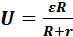 U = εR / R+r